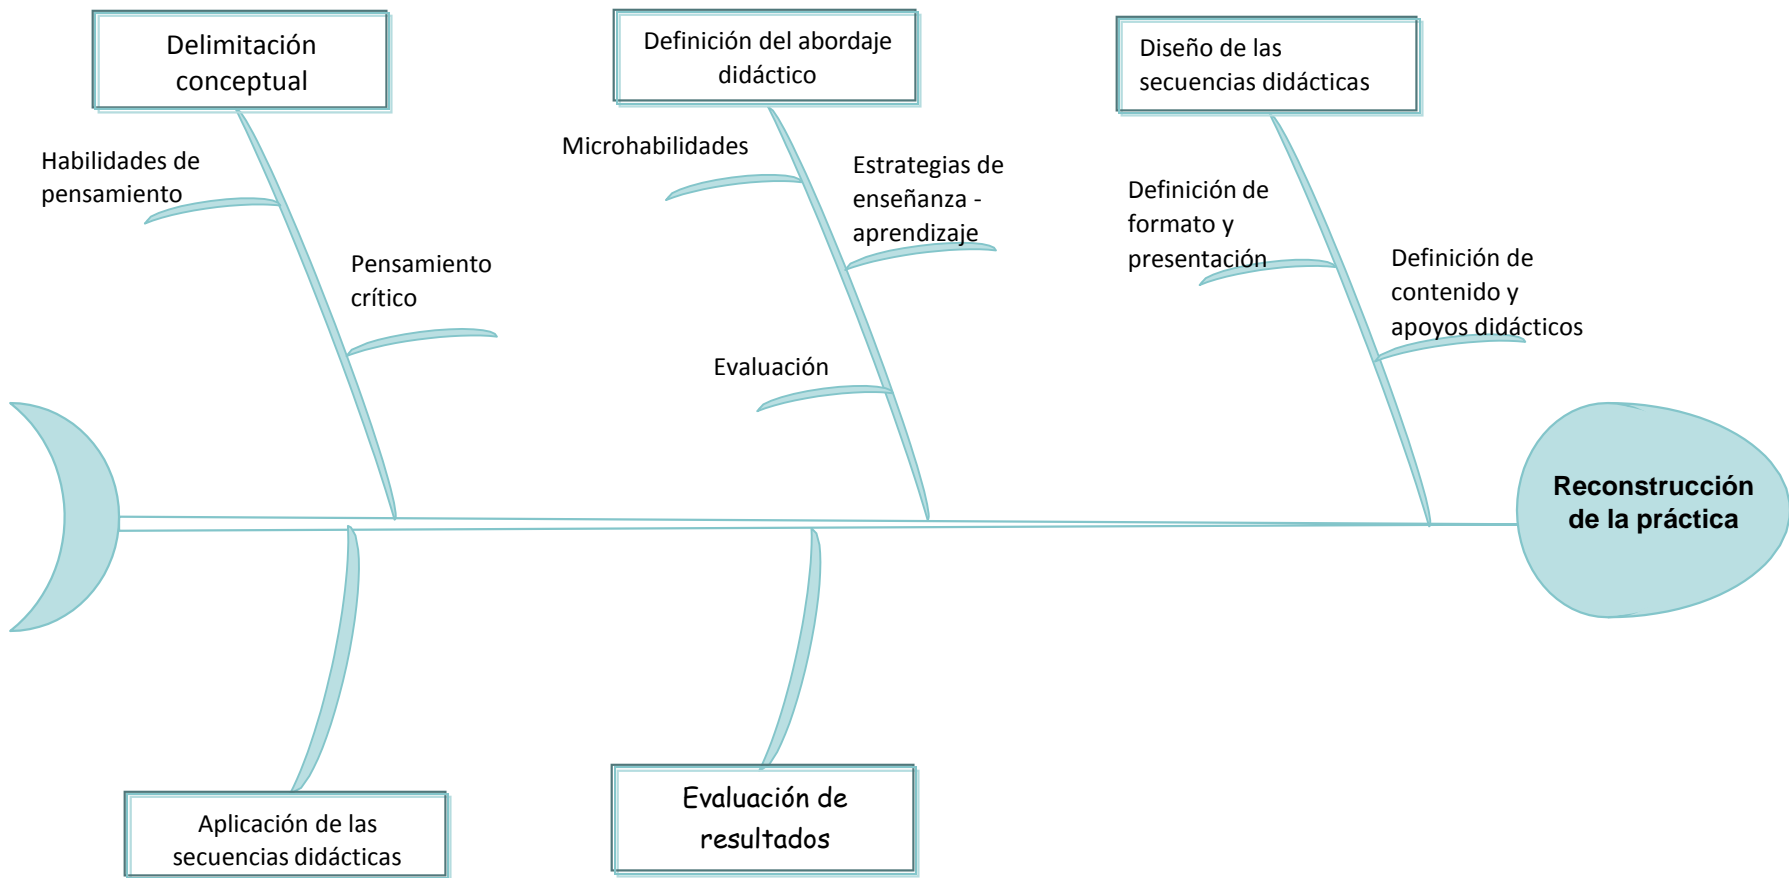 Delimitación
conceptual
Habilidades de
pensamiento
Pensamiento
crítico
Definición del abordaje
didáctico
Microhabilidades
Estrategias de
enseñanza -
aprendizaje
Evaluación
Diseño de las
secuencias didácticas
Definición de
formato y
presentación
Definición de
contenido y
apoyos didácticos
Reconstrucción
de la práctica
Aplicación de las
secuencias didácticas
Evaluación de
resultados